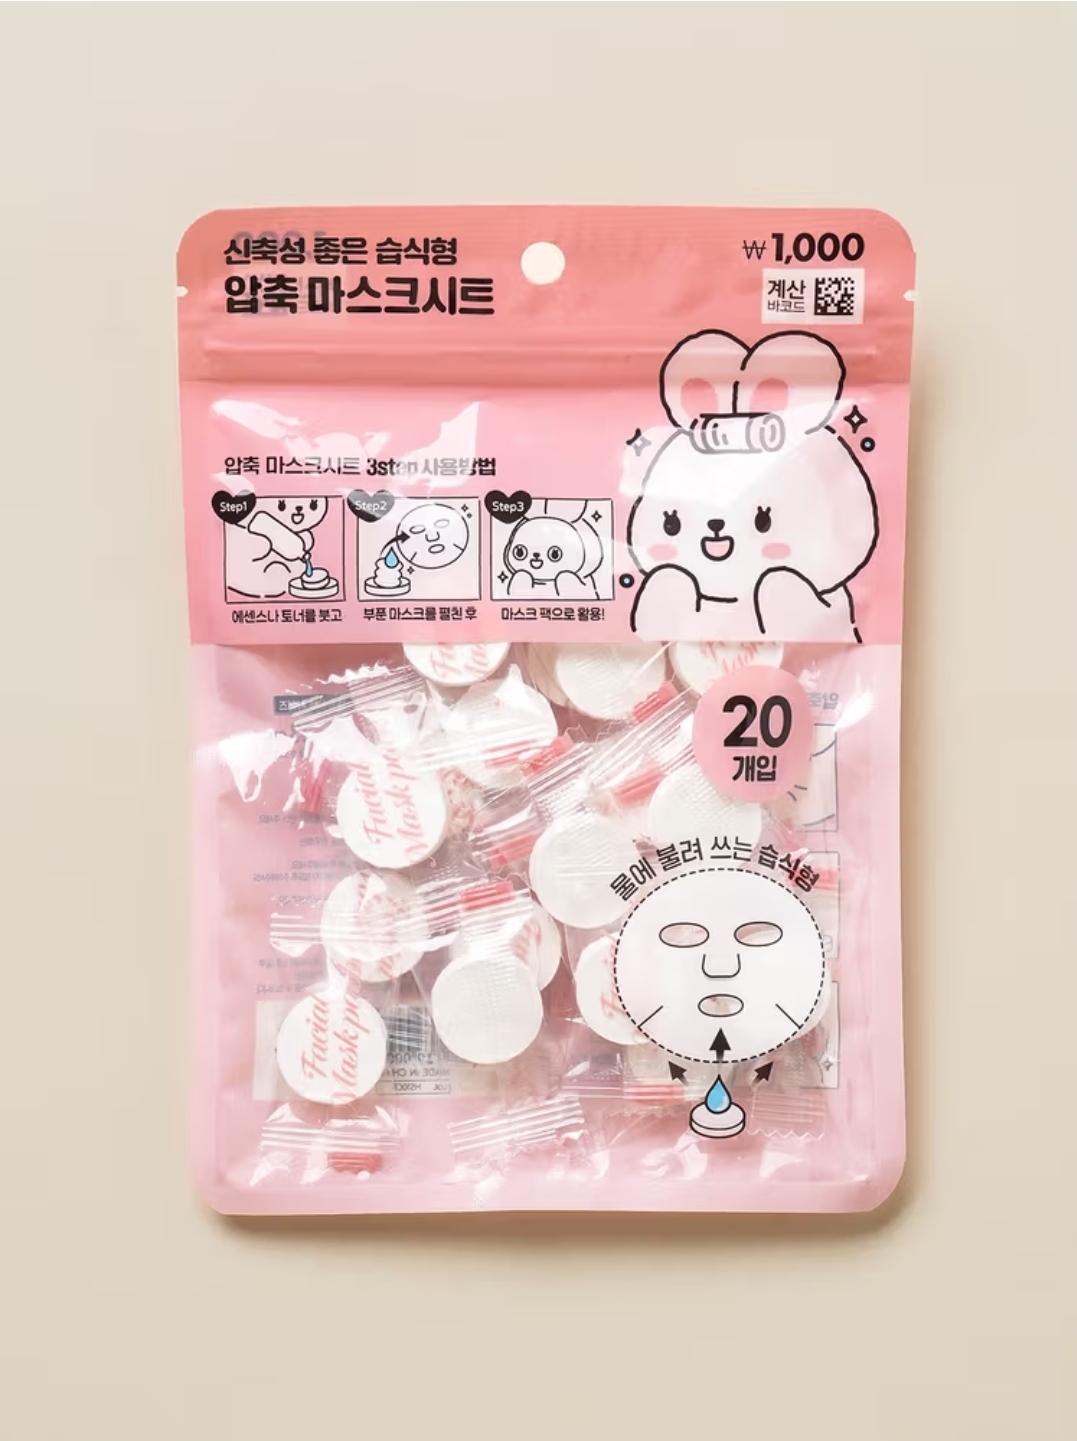 신축성 좋은 습식형
압축 마스크시트
₩1,000
계산
바코드
압축 마스크시트 3step 사용방법
Step1
Step2
Step3
에센스나 토너를 붓고
부푼 마스크를 펼친 후
마스크 팩으로 활용!
20
개입
Facial
Mask
물에 불려 쓰는 습식형
Facial
Mask